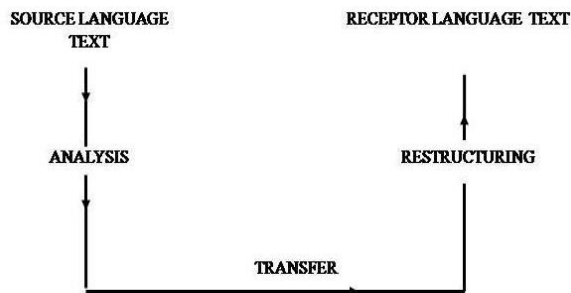 SOURCE LANGUAGE
TEXT
RECEPTOR LANGUAGE TEXT
ANALYSIS
RESTRUCTURING
TRANSFER